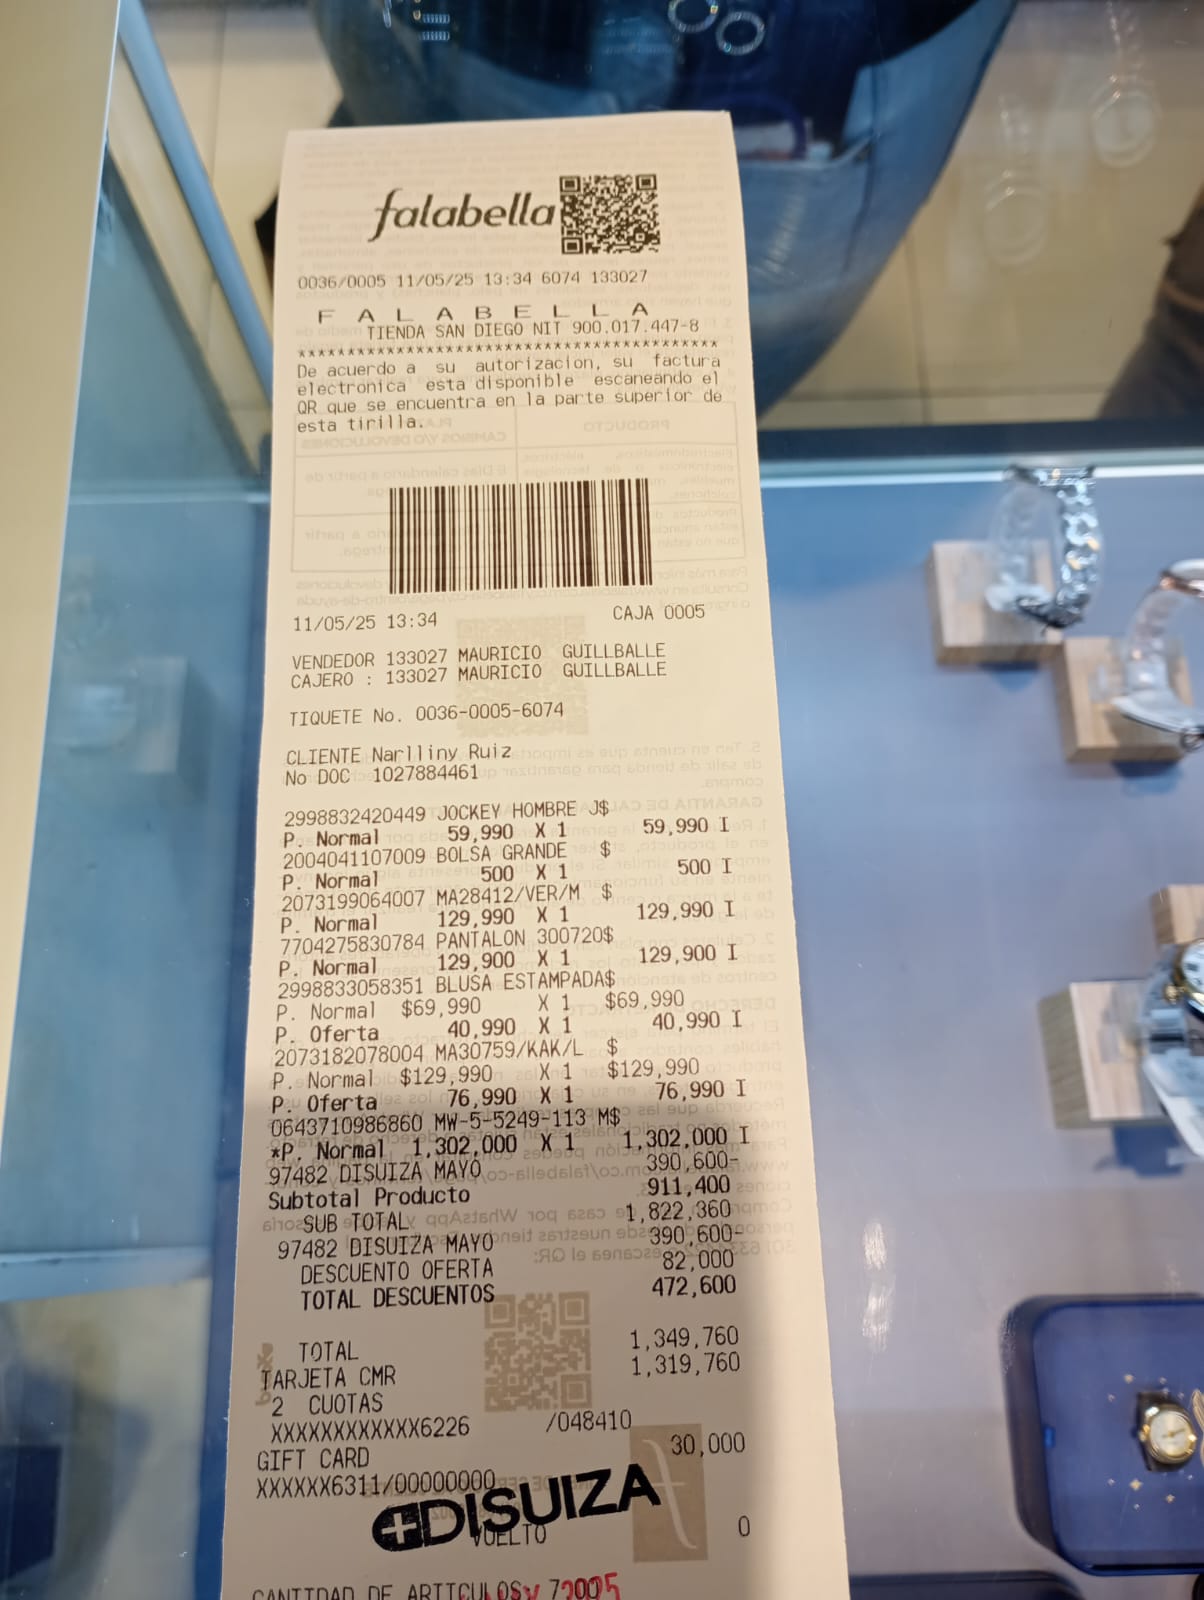 falabella
0036/0005 11/05/25 13:34 6074 133027
F A L A B E L L A
TIENDA SAN DIEGO NIT 900.017.447-8
******************************************
De acuerdo a su autorizacion, su factura
electronica esta disponible escaneando el
QR que se encuentra en la parte superior de
esta tirilla.
11/05/25 13:34 CAJA 0005
VENDEDOR 133027 MAURICIO GUILLBALLE
CAJERO : 133027 MAURICIO GUILLBALLE
TIQUETE No. 0036-0005-6074
CLIENTE Narlliny Ruiz
No DOC 1027884461
2998832420449 JOCKEY HOMBRE J$
P. Normal 59,990 X 1 59,990 I
2004041107009 BOLSA GRANDE $
P. Normal 500 X 1 500 I
2073199064007 MA28412/VER/M $
P. Normal 129,990 X 1 129,990 I
7704275830784 PANTALON 300720$
P. Normal 129,900 X 1 129,900 I
2998833058351 BLUSA ESTAMPADA$
P. Normal $69,990 X 1 $69,990
P. Oferta 40,990 X 1 40,990 I
2073182078004 MA30759/KAK/L $
P. Normal $129,990 X 1 $129,990
P. Oferta 76,990 X 1 76,990 I
0643710986860 MW-5-5249-113 M$
*P. Normal 1,302,000 X 1 1,302,000 I
97482 DISUIZA MAYO 390,600-
Subtotal Producto 911,400
SUB TOTAL 1,822,360
97482 DISUIZA MAYO 390,600-
DESCUENTO OFERTA 82,000
TOTAL DESCUENTOS 472,600
TOTAL 1,349,760
TARJETA CMR 1,319,760
2 CUOTAS
XXXXXXXXXXXX6226 /048410
GIFT CARD 30,000
XXXXXX6311/00000000
DISUIZA
VUELTO 0
CANTIDAD DE ARTICULOS: 7